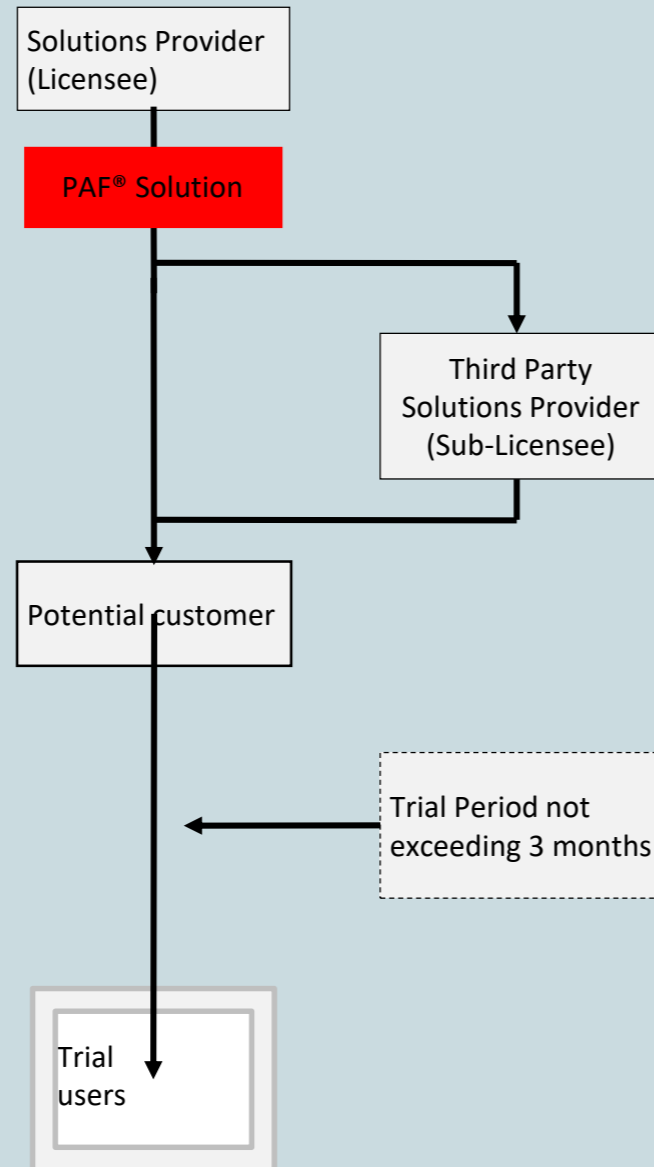 Solutions Provider
(Licensee)
PAF® Solution
Third Party
Solutions Provider
(Sub-Licensee)
Potential customer
Trial Period not
exceeding 3 months
Trial
users